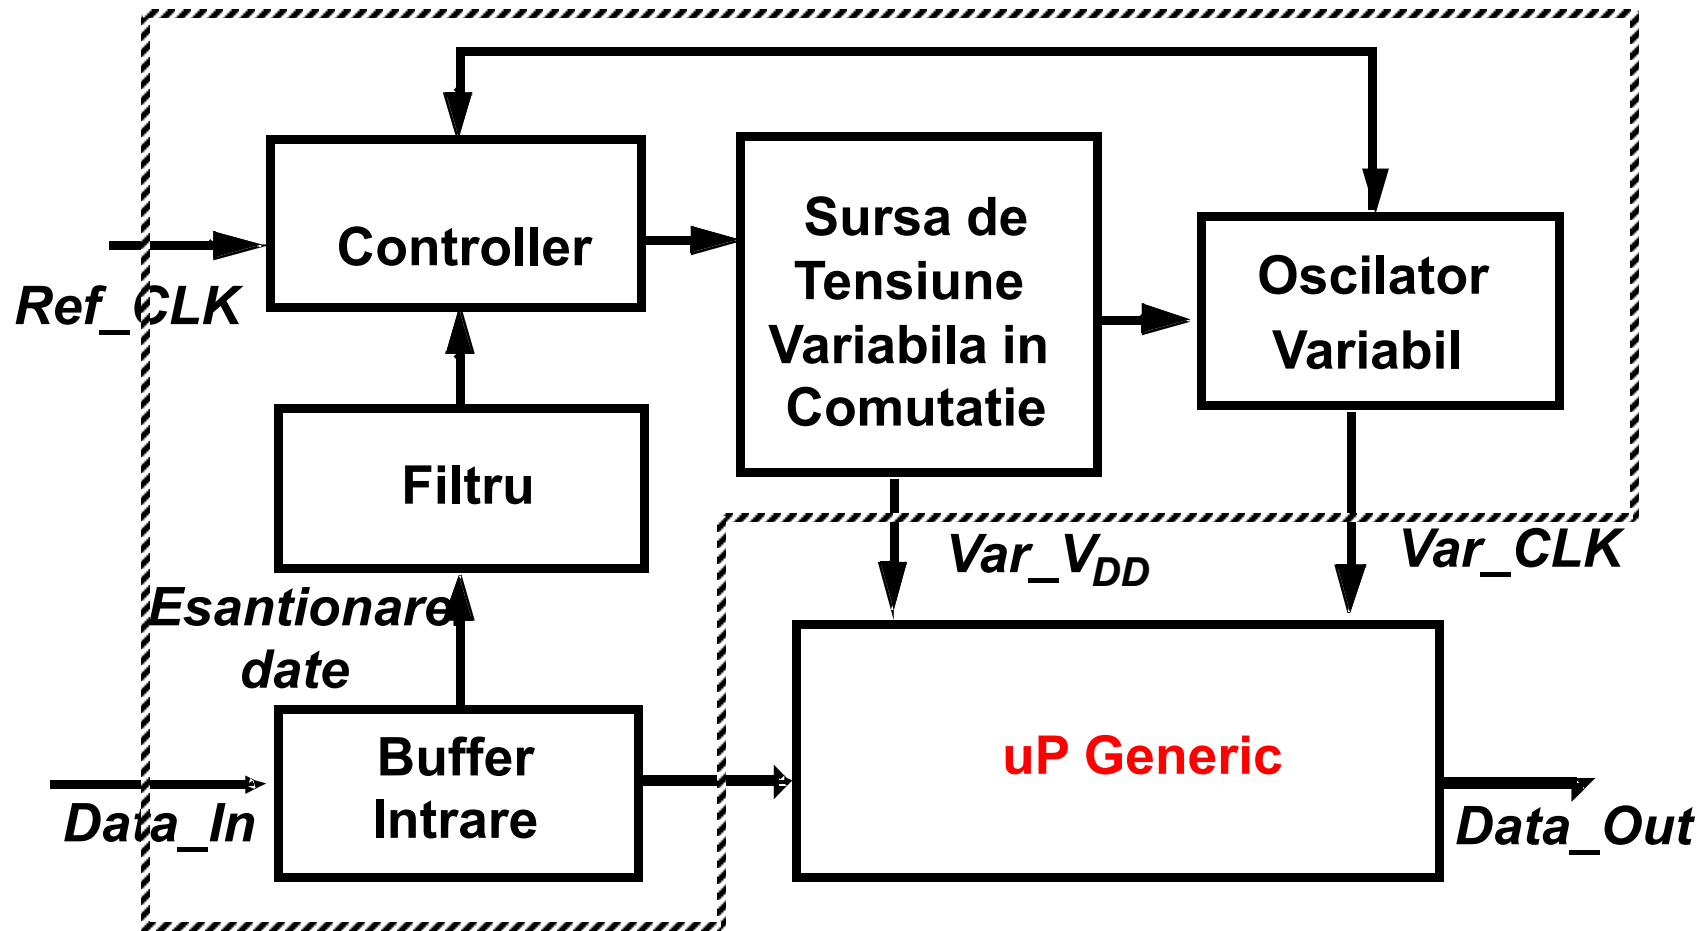 Controller
Sursa de
Tensiune
Variabila in
Comutatie
Oscilator
Variabil
Ref_CLK
Filtru
Var_VDD
Var_CLK
Esantionare
date
Buffer
Intrare
uP Generic
Data_In
Data_Out